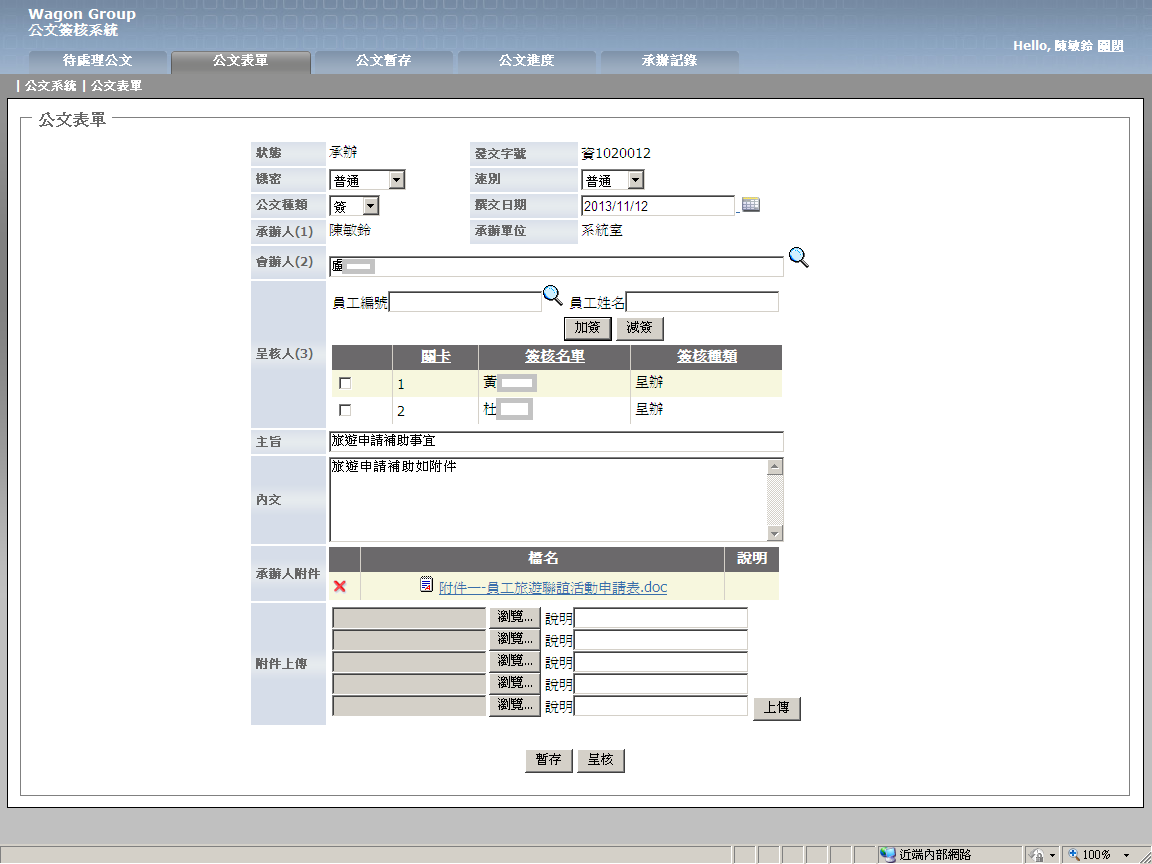 Wagon Group
公文簽核系統
Hello, 陳敏鈴 關閉
待處理公文 公文表單 公文暫存 公文進度 承辦記錄
| 公文系統 | 公文表單
公文表單
狀態 承辦 發文字號 資1020012
機密 普通 速別 普通
公文種類 簽 撰文日期 2013/11/12
承辦人(1) 陳敏鈴 承辦單位 系統室
會辦人(2) 盧
員工編號 員工姓名
加簽 減簽
呈核人(3)
關卡 簽核名單 簽核種類
1 黃 呈辦
2 杜 呈辦
主旨 旅遊申請補助事宜
內文 旅遊申請補助如附件
承辦人附件
檔名 說明
附件一-員工旅遊聯誼活動申請表.doc
附件上傳
瀏覽... 說明
瀏覽... 說明
瀏覽... 說明
瀏覽... 說明
瀏覽... 說明
上傳
暫存 呈核
近端內部網路 100%